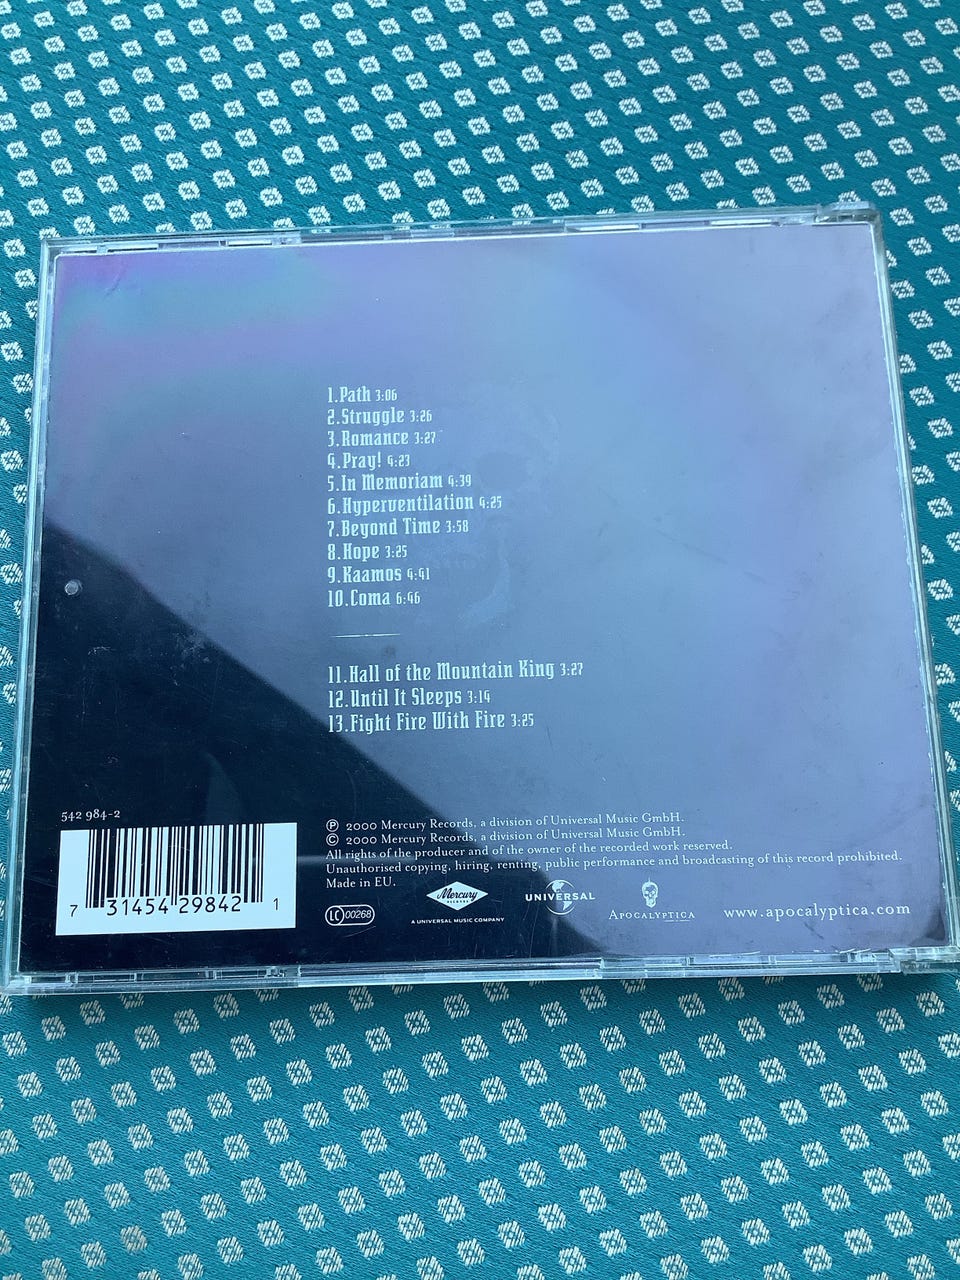 1.Path 3:06
2.Struggle 3:26
3.Romance 3:27
4.Pray! 4:23
5.In Memoriam 4:39
6.Hyperventilation 4:25
7.Beyond Time 3:58
8.Hope 3:25
9.Kaamos 4:41
10.Coma 6:46
11.Hall of the Mountain King 3:27
12.Until It Sleeps 3:14
13.Fight Fire With Fire 3:25
542 984-2
7 31454 29842 1
℗ 2000 Mercury Records, a division of Universal Music GmbH.
© 2000 Mercury Records, a division of Universal Music GmbH.
All rights of the producer and of the owner of the recorded work reserved.
Unauthorised copying, hiring, renting, public performance and broadcasting of this record prohibited.
Made in EU.
LC 00268
Mercury
RECORDS
A UNIVERSAL MUSIC COMPANY
UNIVERSAL
APOCALYPTICA
www.apocalyptica.com